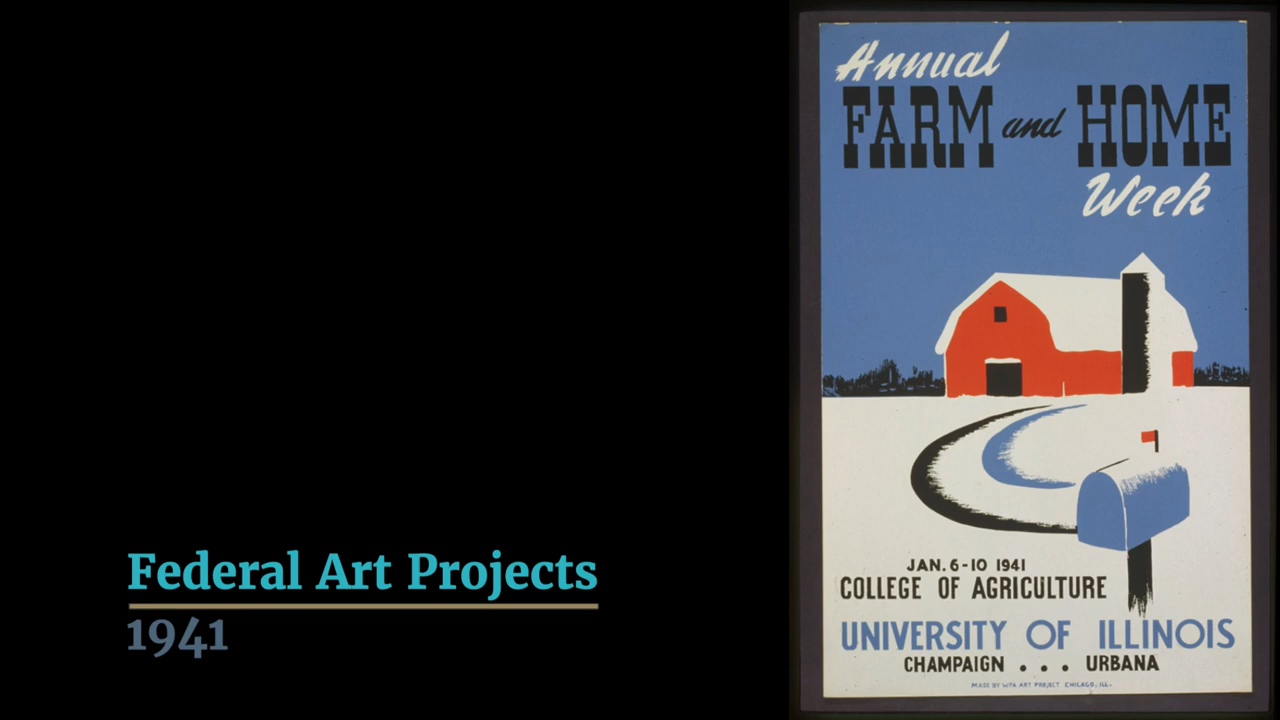 Federal Art Projects
1941
Annual
FARM and HOME
Week
JAN. 6-10 1941
COLLEGE OF AGRICULTURE
UNIVERSITY OF ILLINOIS
CHAMPAIGN . . . URBANA
MADE BY WPA ART PROJECT CHICAGO, ILL.